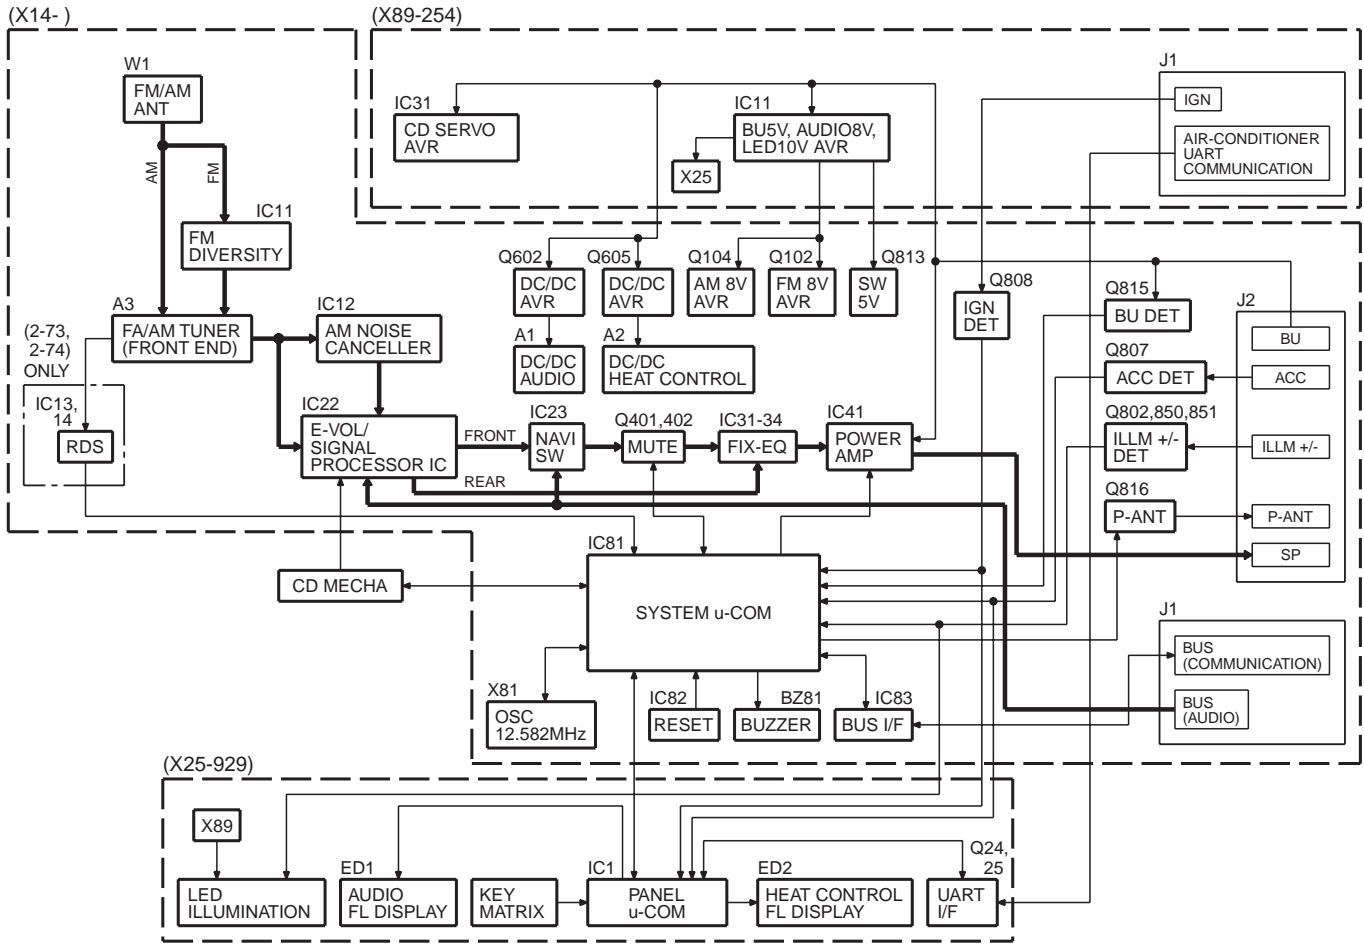 (X14- )
(X89-254)
W1
FM/AM
ANT
AM
FM
IC11
FM
DIVERSITY
A3
FA/AM TUNER
(FRONT END)
IC12
AM NOISE
CANCELLER
(2-73,
2-74)
ONLY
IC13,
14
RDS
IC22
E-VOL/
SIGNAL
PROCESSOR IC
FRONT
REAR
IC31
CD SERVO
AVR
IC11
BU5V, AUDIO8V,
LED10V AVR
X25
J1
IGN
AIR-CONDITIONER
UART
COMMUNICATION
Q602
DC/DC
AVR
Q605
DC/DC
AVR
Q104
AM 8V
AVR
Q102
FM 8V
AVR
Q813
SW
5V
Q808
IGN
DET
A1
DC/DC
AUDIO
A2
DC/DC
HEAT CONTROL
Q815
BU DET
Q807
ACC DET
Q802,850,851
ILLM +/-
DET
Q816
P-ANT
J2
BU
ACC
ILLM +/-
P-ANT
SP
IC23
NAVI
SW
Q401,402
MUTE
IC31-34
FIX-EQ
IC41
POWER
AMP
CD MECHA
IC81
SYSTEM u-COM
J1
BUS
(COMMUNICATION)
BUS
(AUDIO)
X81
OSC
12.582MHz
IC82
RESET
BZ81
BUZZER
IC83
BUS I/F
(X25-929)
X89
LED
ILLUMINATION
ED1
AUDIO
FL DISPLAY
KEY
MATRIX
IC1
PANEL
u-COM
ED2
HEAT CONTROL
FL DISPLAY
Q24,
25
UART
I/F